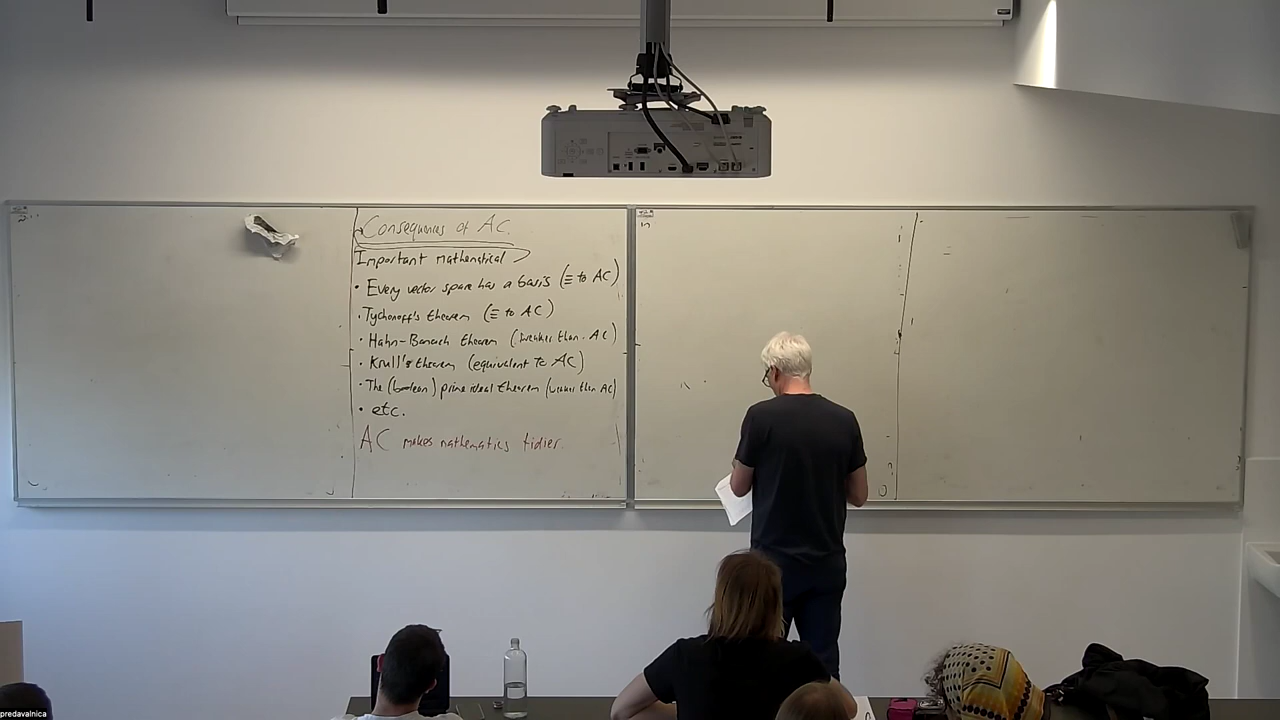 Consequences of AC.
Important mathematical
• Every vector space has a basis (≡ to AC)
• Tychonoff's theorem (≡ to AC)
• Hahn-Banach theorem (weaker than AC)
• Krull's theorem (equivalent to AC)
• The (boolean) prime ideal theorem (weaker than AC)
• etc.
AC makes mathematics tidier.
predavalnica